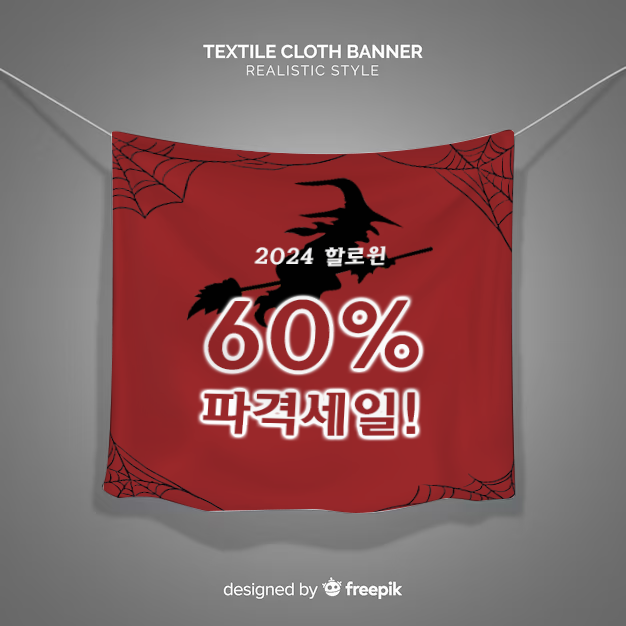 TEXTILE CLOTH BANNER
REALISTIC STYLE
2024 할로윈
60%
파격세일!
designed by freepik